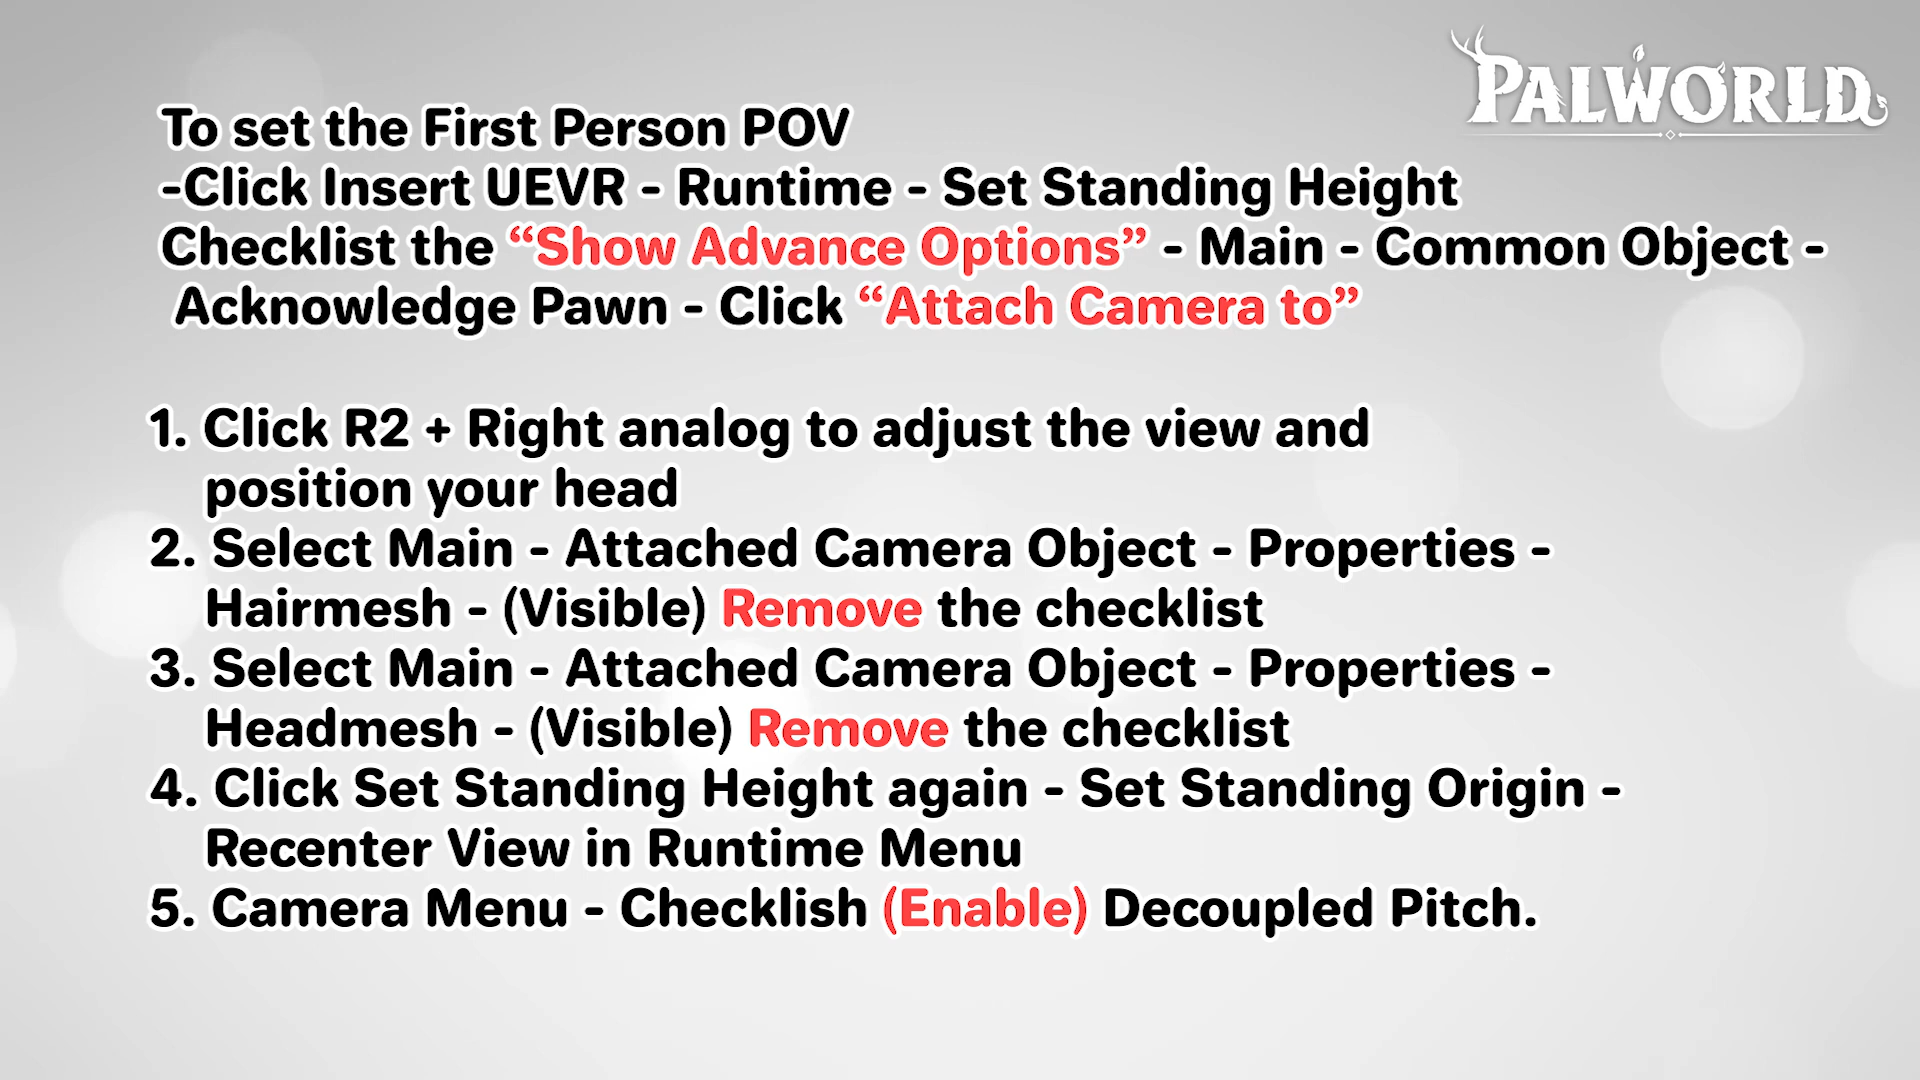 PALWORLD
To set the First Person POV
-Click Insert UEVR - Runtime - Set Standing Height
Checklist the “Show Advance Options” - Main - Common Object -
Acknowledge Pawn - Click “Attach Camera to”
1. Click R2 + Right analog to adjust the view and
position your head
2. Select Main - Attached Camera Object - Properties -
Hairmesh - (Visible) Remove the checklist
3. Select Main - Attached Camera Object - Properties -
Headmesh - (Visible) Remove the checklist
4. Click Set Standing Height again - Set Standing Origin -
Recenter View in Runtime Menu
5. Camera Menu - Checklish (Enable) Decoupled Pitch.